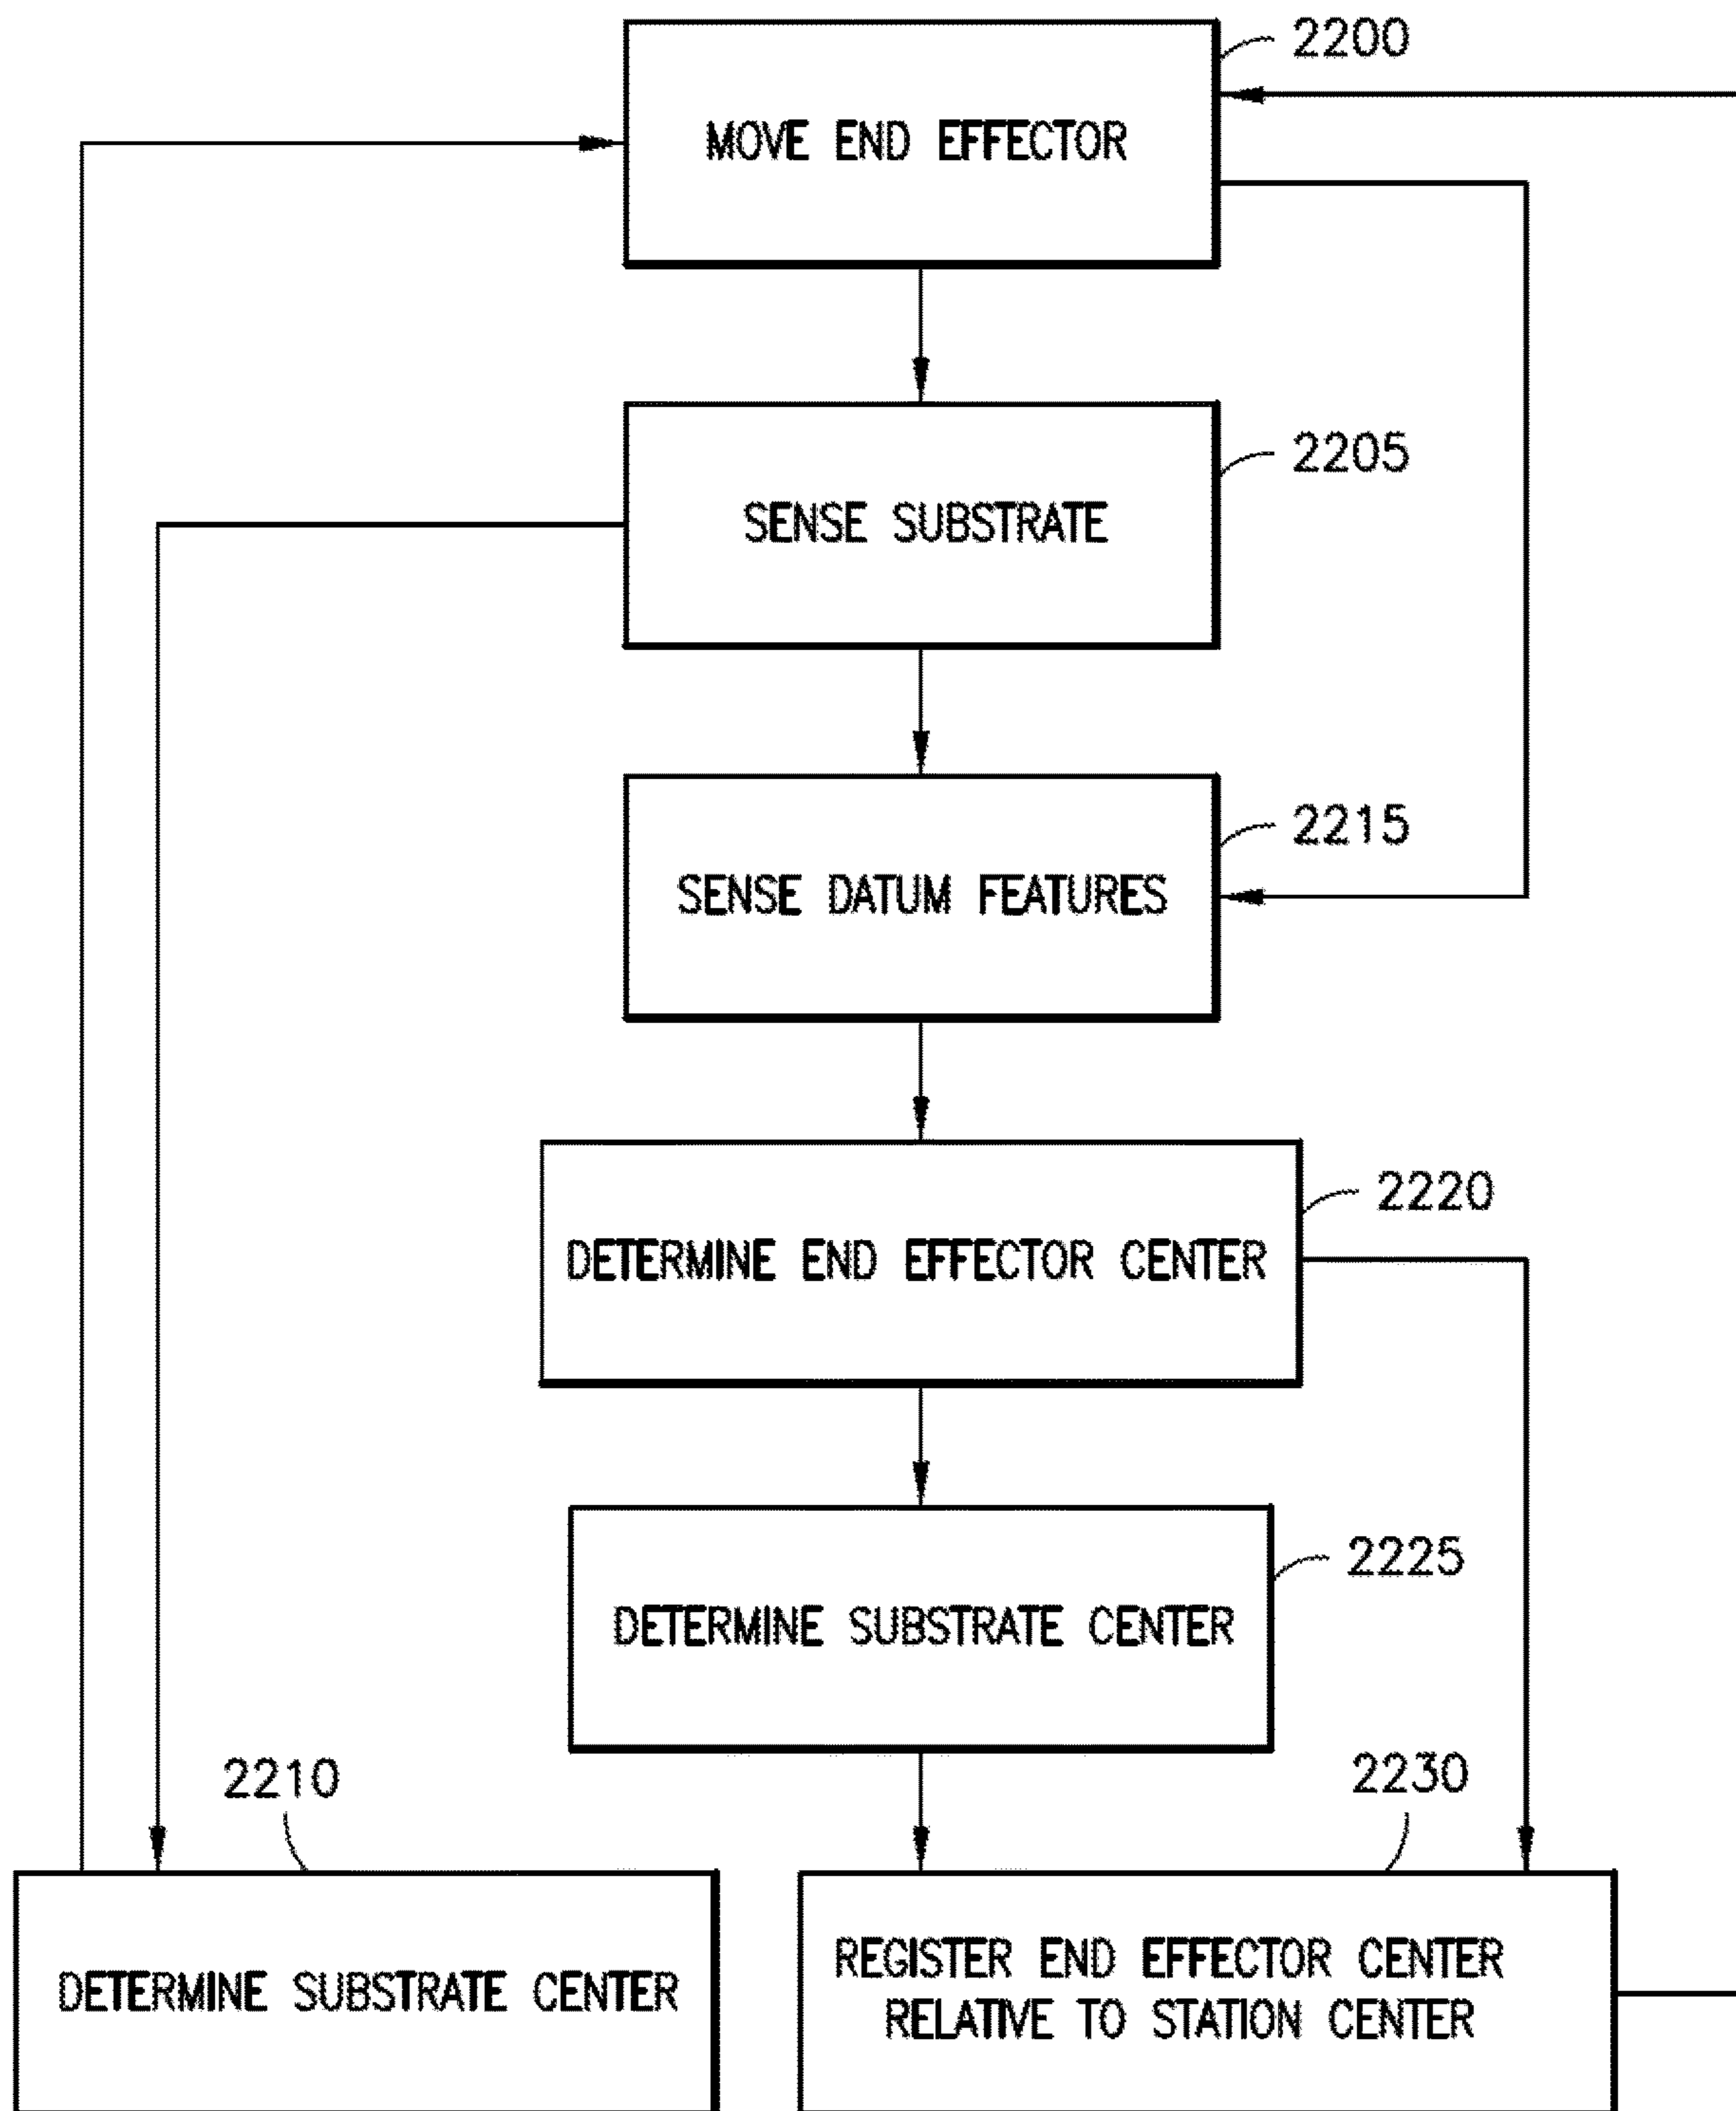 2200
MOVE END EFFECTOR
2205
SENSE SUBSTRATE
2215
SENSE DATUM FEATURES
2220
DETERMINE END EFFECTOR CENTER
2225
DETERMINE SUBSTRATE CENTER
2210
DETERMINE SUBSTRATE CENTER
2230
REGISTER END EFFECTOR CENTER
RELATIVE TO STATION CENTER